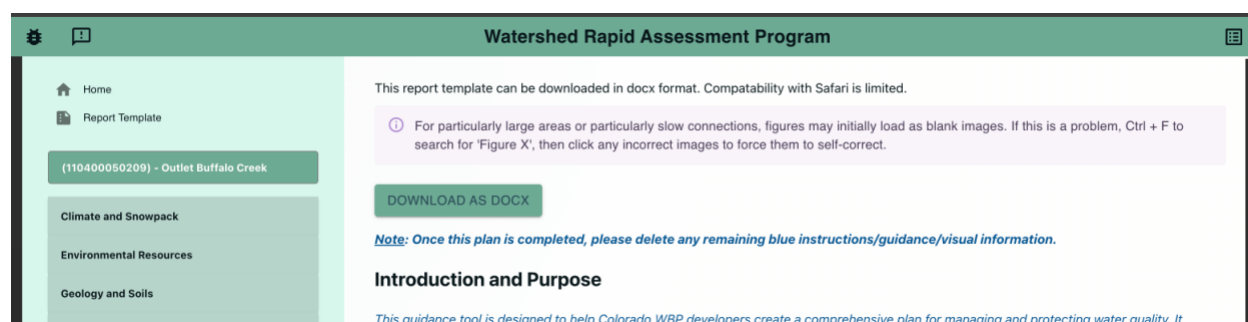 Watershed Rapid Assessment Program
Home
Report Template
(110400050209) - Outlet Buffalo Creek
Climate and Snowpack
Environmental Resources
Geology and Soils
This report template can be downloaded in docx format. Compatability with Safari is limited.
For particularly large areas or particularly slow connections, figures may initially load as blank images. If this is a problem, Ctrl + F to
search for 'Figure X', then click any incorrect images to force them to self-correct.
DOWNLOAD AS DOCX
Note: Once this plan is completed, please delete any remaining blue instructions/guidance/visual information.
Introduction and Purpose
This guidance tool is designed to help Colorado WBP developers create a comprehensive plan for managing and protecting water quality. It